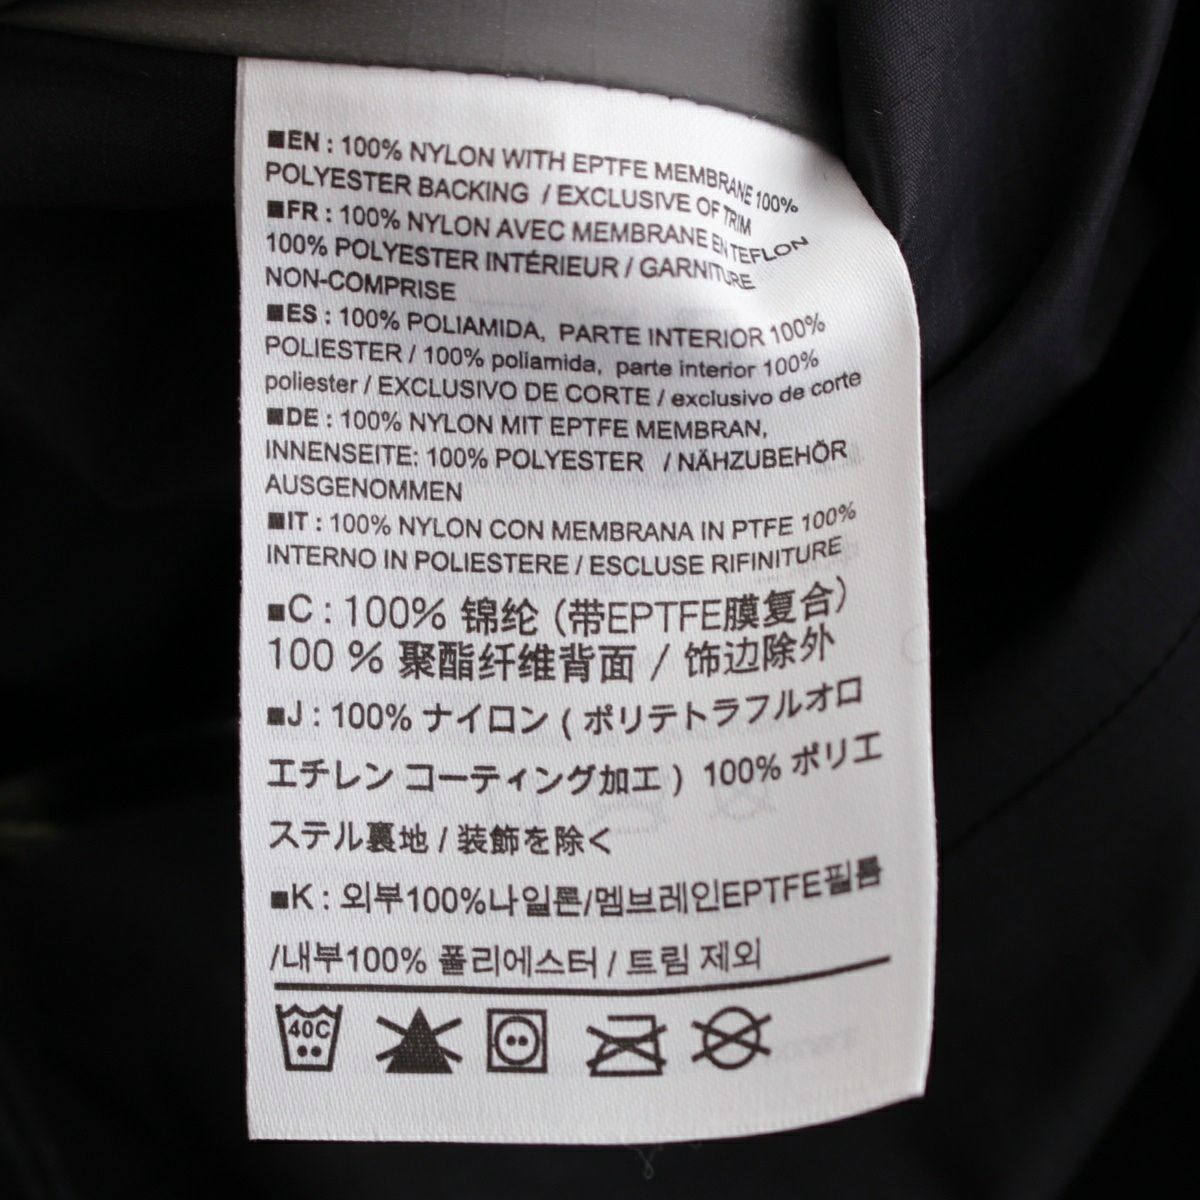 ■EN : 100% NYLON WITH EPTFE MEMBRANE 100%
POLYESTER BACKING / EXCLUSIVE OF TRIM
■FR : 100% NYLON AVEC MEMBRANE EN TEFLON
100% POLYESTER INTÉRIEUR / GARNITURE
NON-COMPRISE
■ES : 100% POLIAMIDA, PARTE INTERIOR 100%
POLIESTER / 100% poliamida, parte interior 100%
poliester / EXCLUSIVO DE CORTE / exclusivo de corte
■DE : 100% NYLON MIT EPTFE MEMBRAN,
INNENSEITE: 100% POLYESTER / NÄHZUBEHÖR
AUSGENOMMEN
■IT : 100% NYLON CON MEMBRANA IN PTFE 100%
INTERNO IN POLIESTERE / ESCLUSE RIFINITURE
■C : 100% 锦纶（带EPTFE膜复合）
100 % 聚酯纤维背面 / 饰边除外
■J : 100% ナイロン ( ポリテトラフルオロ
エチレン コーティング加工 ) 100% ポリエ
ステル裏地 / 装飾を除く
■K : 외부100%나일론/멤브레인EPTFE필름
/내부100% 폴리에스터 / 트림 제외
40C